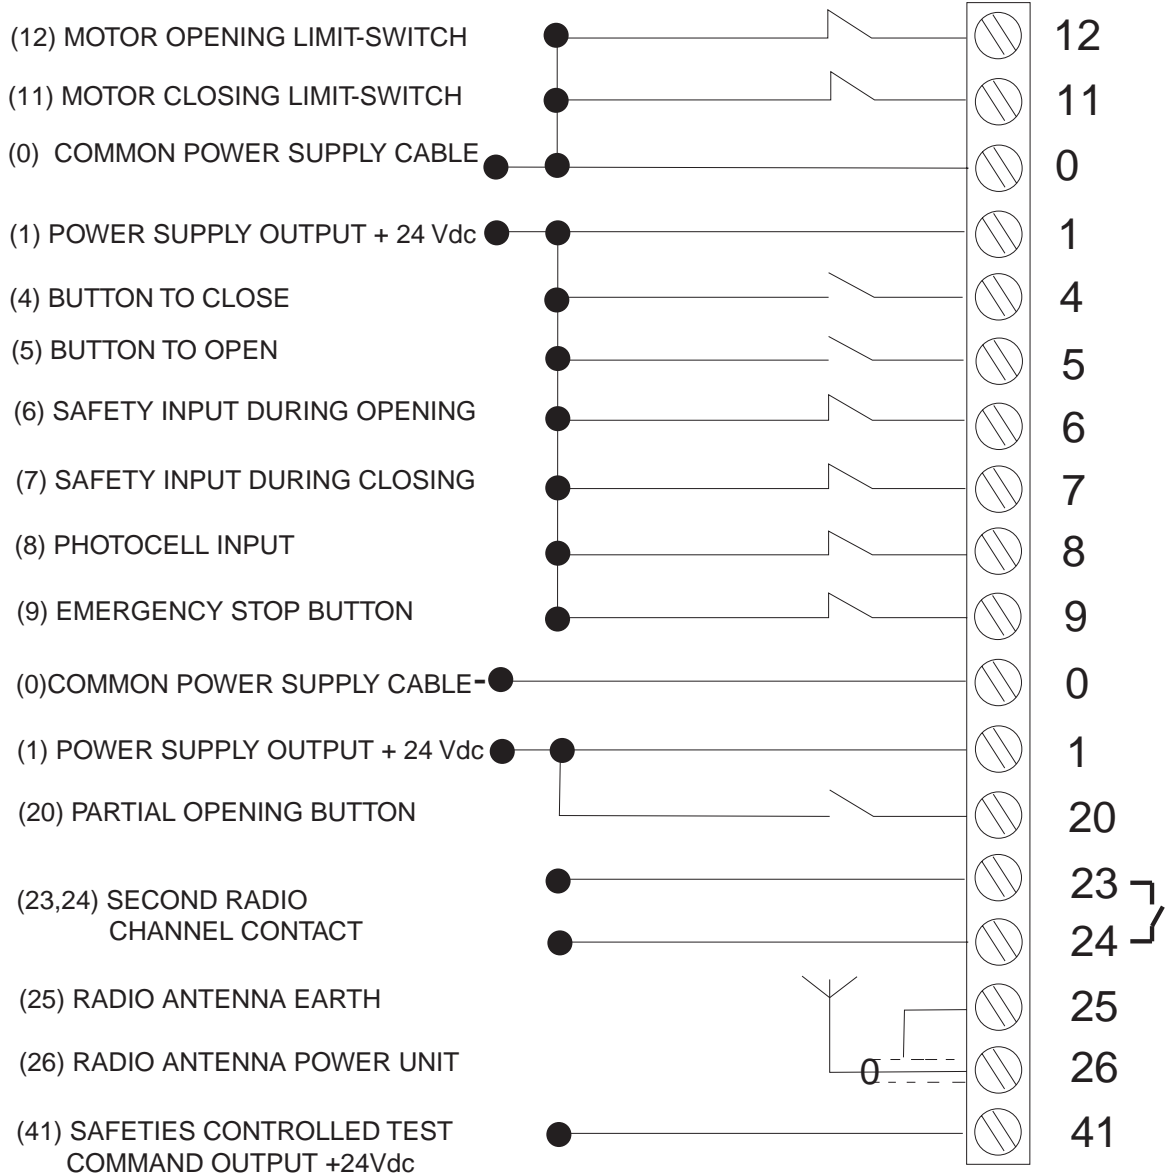 (12) MOTOR OPENING LIMIT-SWITCH 12
(11) MOTOR CLOSING LIMIT-SWITCH 11
(0) COMMON POWER SUPPLY CABLE 0
(1) POWER SUPPLY OUTPUT + 24 Vdc 1
(4) BUTTON TO CLOSE 4
(5) BUTTON TO OPEN 5
(6) SAFETY INPUT DURING OPENING 6
(7) SAFETY INPUT DURING CLOSING 7
(8) PHOTOCELL INPUT 8
(9) EMERGENCY STOP BUTTON 9
(0)COMMON POWER SUPPLY CABLE- 0
(1) POWER SUPPLY OUTPUT + 24 Vdc 1
(20) PARTIAL OPENING BUTTON 20
23
(23,24) SECOND RADIO
CHANNEL CONTACT 24
(25) RADIO ANTENNA EARTH 25
(26) RADIO ANTENNA POWER UNIT 0 26
(41) SAFETIES CONTROLLED TEST 41
COMMAND OUTPUT +24Vdc